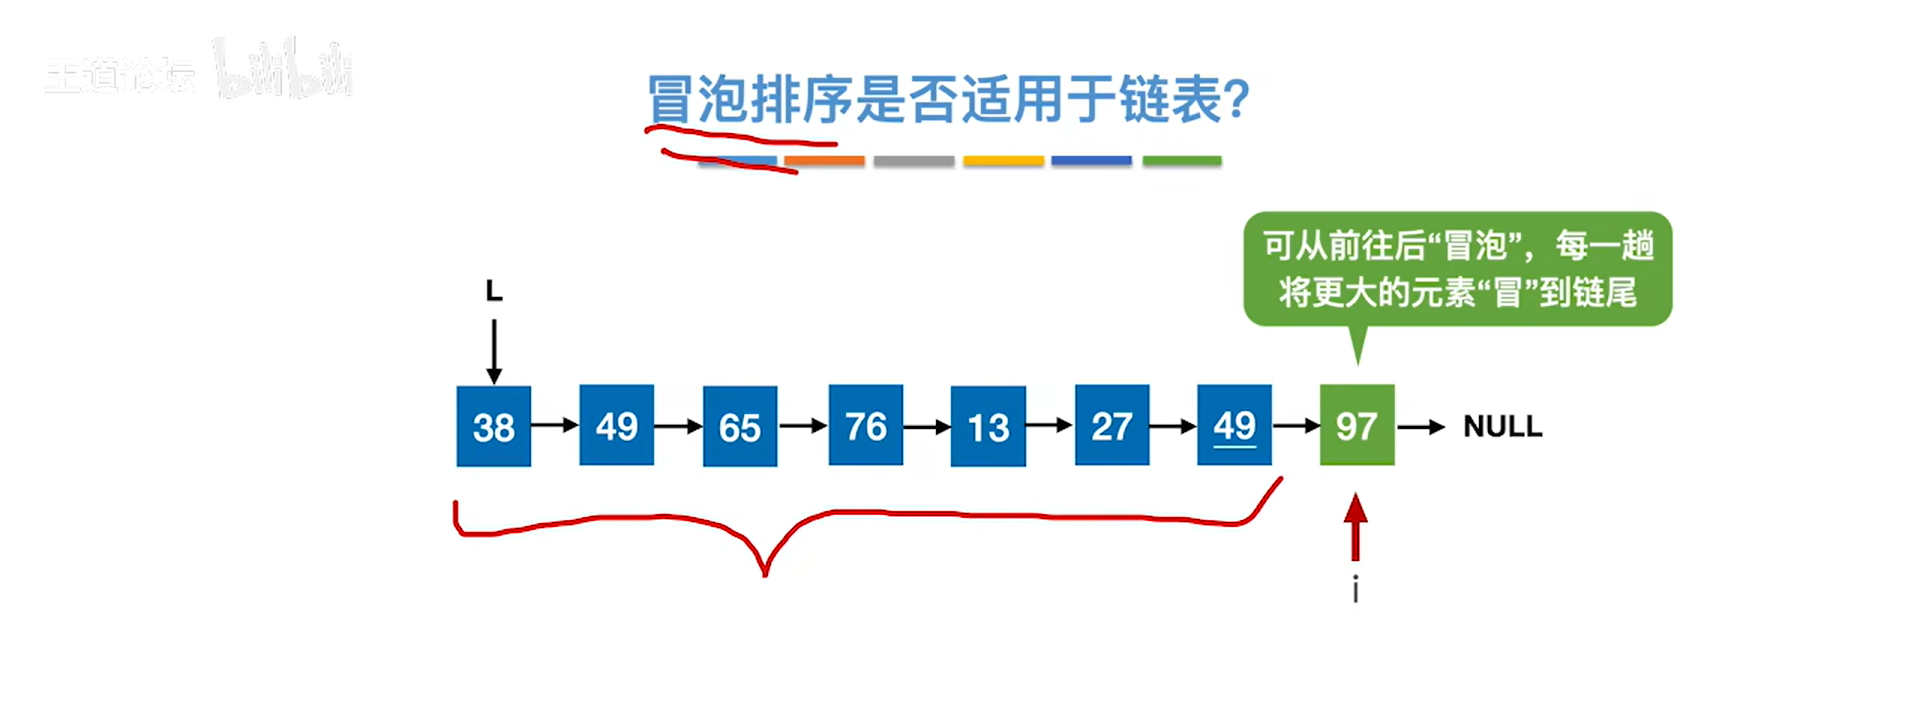 王道论坛 bilibili
冒泡排序是否适用于链表?
可从前往后“冒泡”，每一趟
将更大的元素“冒”到链尾
L
38 49 65 76 13 27 49 97 NULL
i